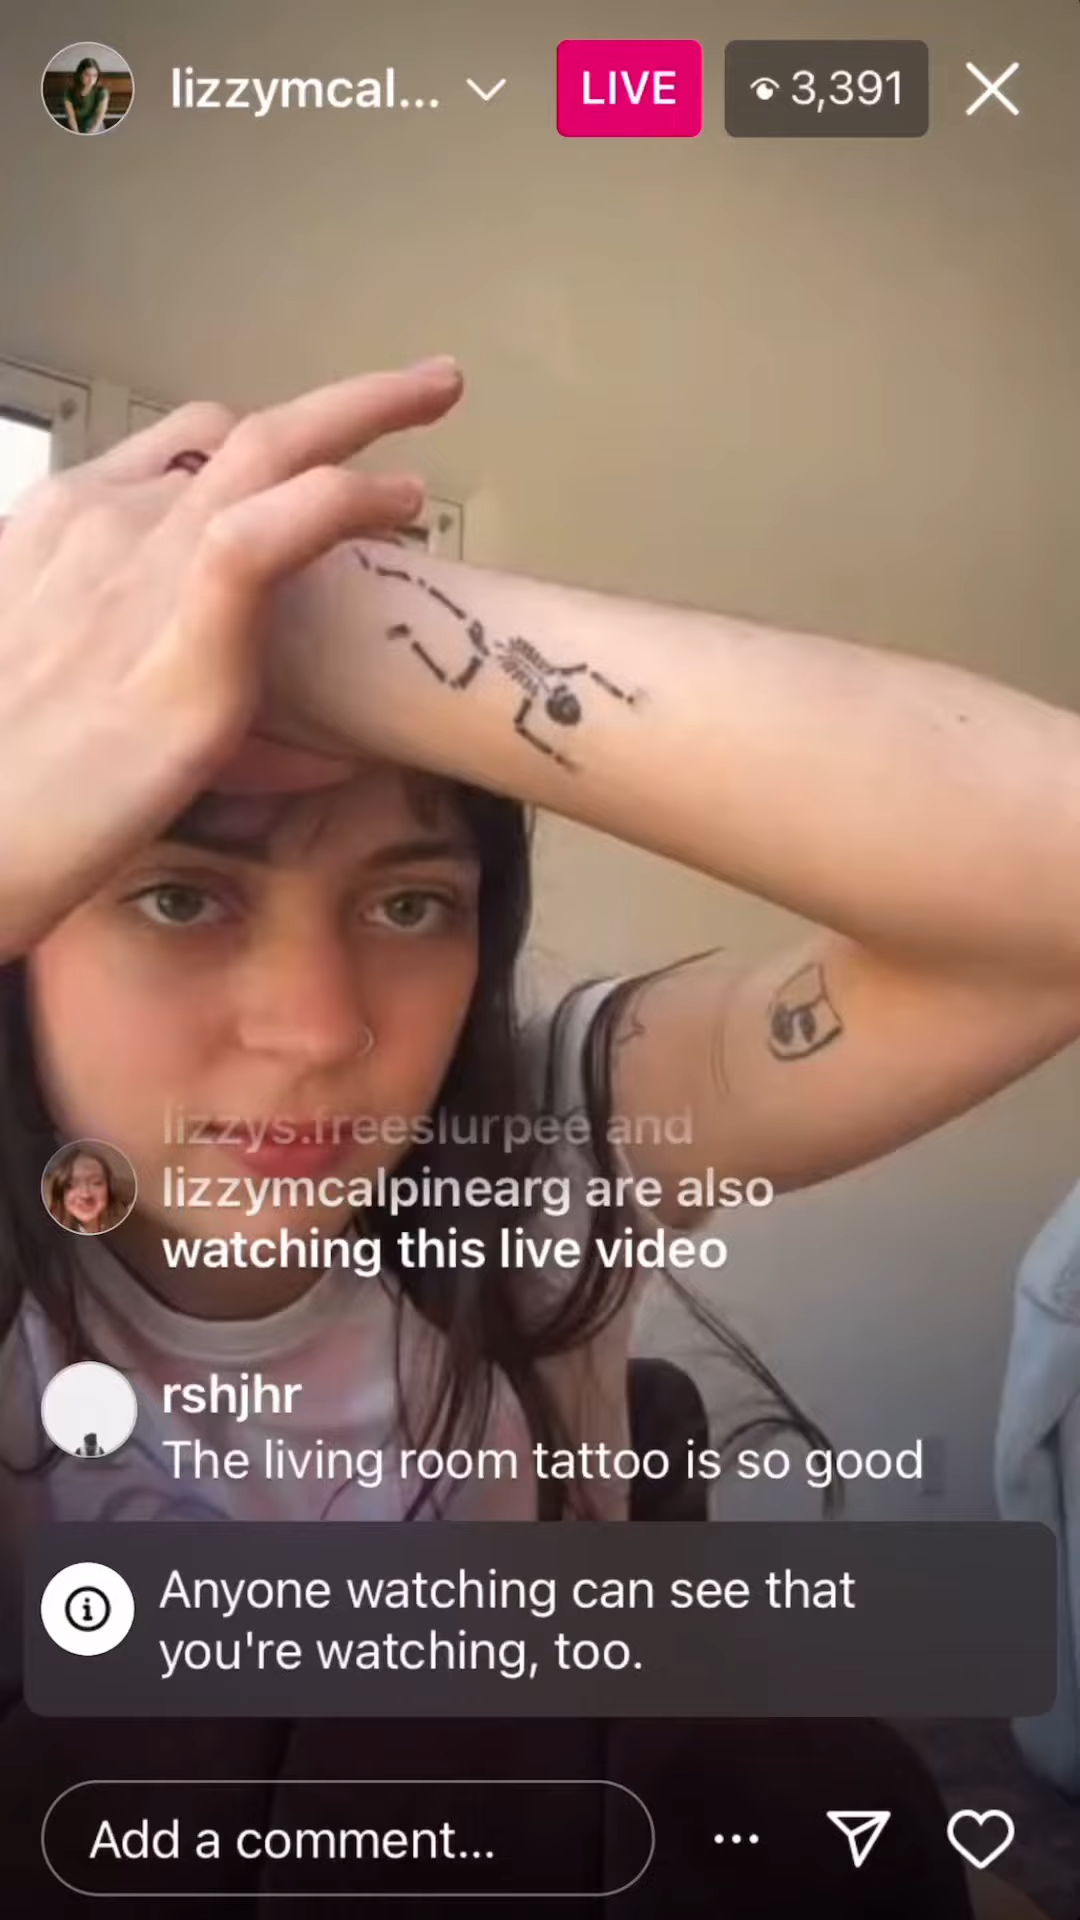 lizzymcal...
LIVE
3,391
lizzys.freeslurpee and
lizzymcalpinearg are also
watching this live video
rshjhr
The living room tattoo is so good
Anyone watching can see that
you're watching, too.
Add a comment...